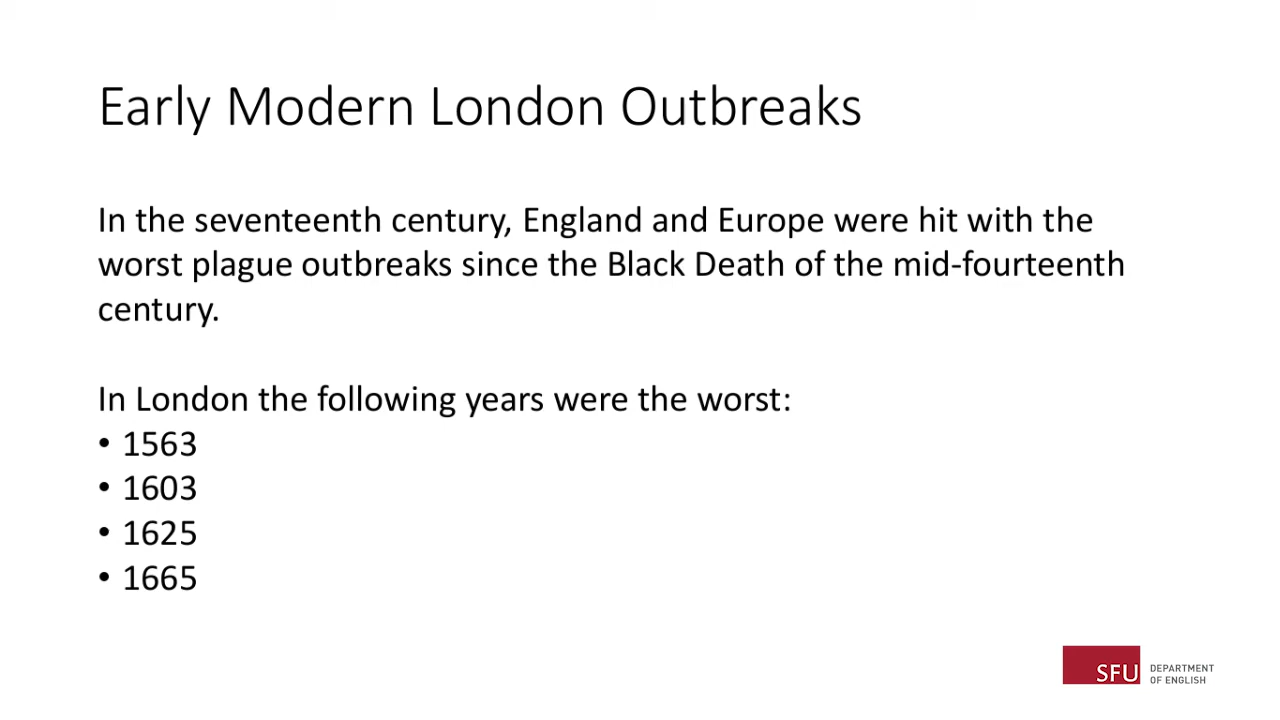 Early Modern London Outbreaks
In the seventeenth century, England and Europe were hit with the
worst plague outbreaks since the Black Death of the mid-fourteenth
century.
In London the following years were the worst:
• 1563
• 1603
• 1625
• 1665
SFU DEPARTMENT
OF ENGLISH